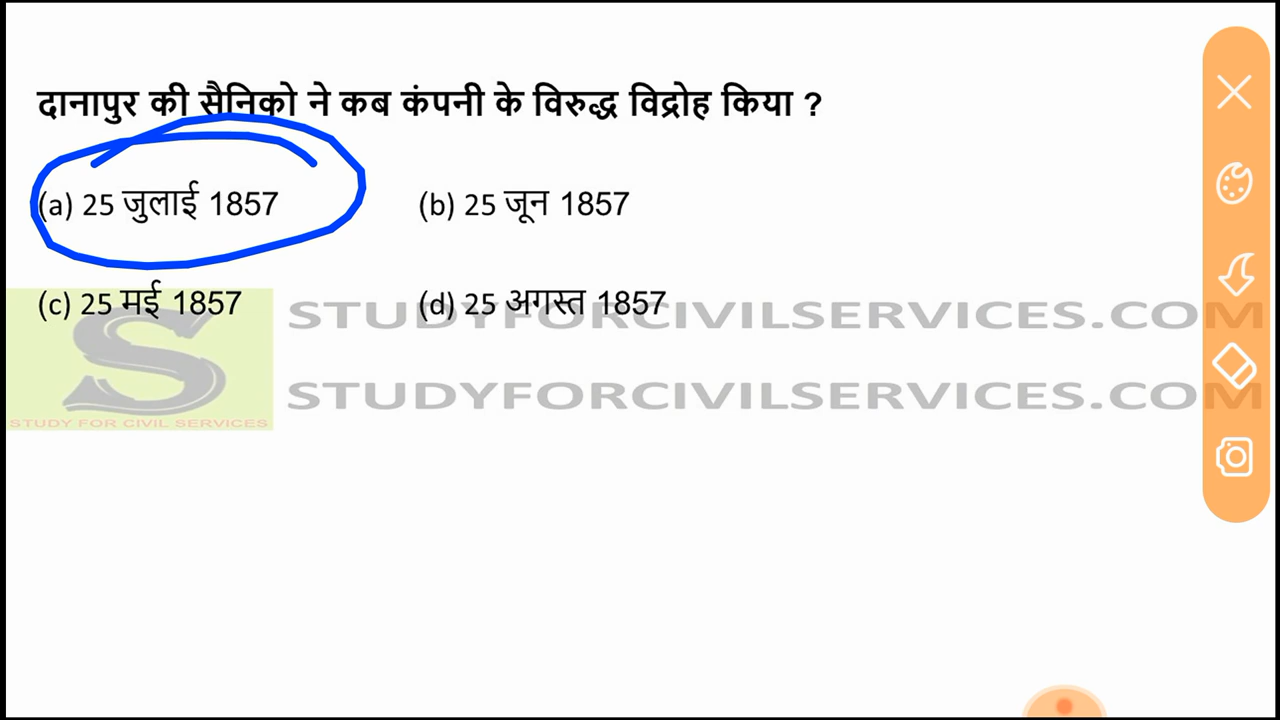 दानापुर की सैनिको ने कब कंपनी के विरुद्ध विद्रोह किया ?
(a) 25 जुलाई 1857 (b) 25 जून 1857
(c) 25 मई 1857 (d) 25 अगस्त 1857
STUDYFORCIVILSERVICES.COM
STUDYFORCIVILSERVICES.COM
S
STUDY FOR CIVIL SERVICES